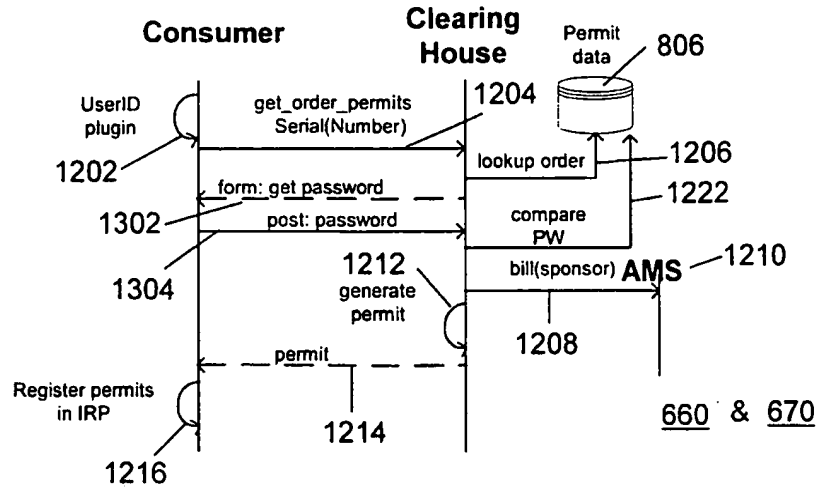 Consumer
Clearing
House
Permit
data
806
UserID
plugin
1202
get_order_permits
Serial(Number)
1204
lookup order
1206
1222
form: get password
1302
post: password
1304
compare
PW
1212
generate
permit
bill(sponsor) AMS
1210
1208
permit
1214
Register permits
in IRP
1216
660 & 670